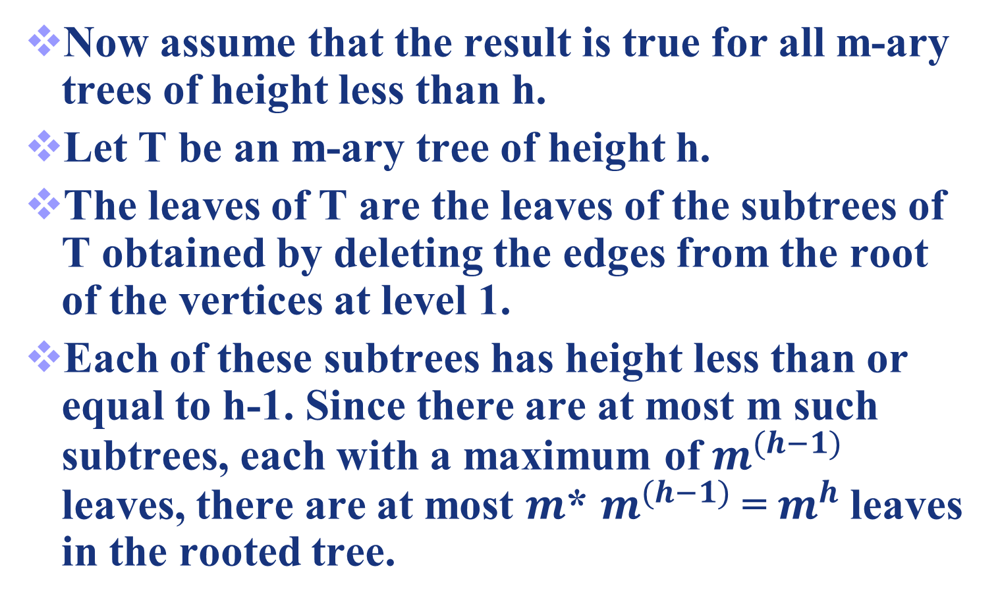 ❖Now assume that the result is true for all m-ary
trees of height less than h.
❖Let T be an m-ary tree of height h.
❖The leaves of T are the leaves of the subtrees of
T obtained by deleting the edges from the root
of the vertices at level 1.
❖Each of these subtrees has height less than or
equal to h-1. Since there are at most m such
subtrees, each with a maximum of $m^{(h-1)}$
leaves, there are at most $m* m^{(h-1)} = m^h$ leaves
in the rooted tree.